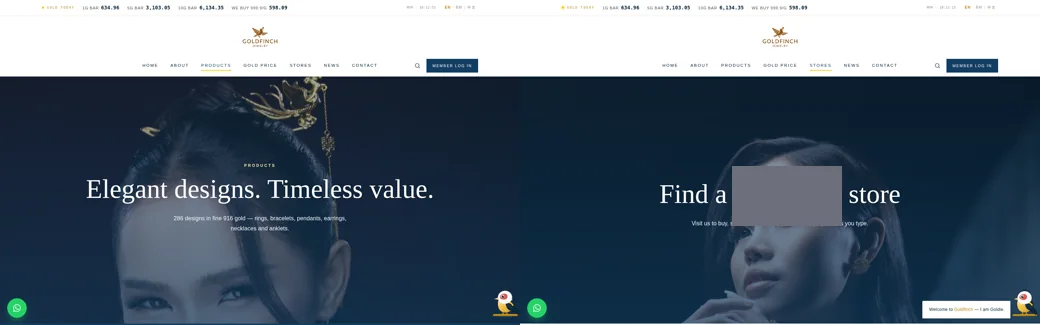 GOLD TODAY 1G BAR 634.96 5G BAR 3,103.05 10G BAR 6,134.35 WE BUY 999 9/G 598.09
EN
GOLDFINCH
JEWELRY
HOME ABOUT PRODUCTS GOLD PRICE STORES NEWS CONTACT MEMBER LOG IN
PRODUCTS
Elegant designs. Timeless value.
286 designs in fine 916 gold — rings, bracelets, pendants, earrings,
necklaces and anklets.
GOLD TODAY 1G BAR 634.96 5G BAR 3,103.05 10G BAR 6,134.35 WE BUY 999 9/G 598.09
EN
GOLDFINCH
JEWELRY
HOME ABOUT PRODUCTS GOLD PRICE STORES NEWS CONTACT MEMBER LOG IN
Find a store
Visit us to buy, you type.
Welcome to Goldfinch — I am Goldie.